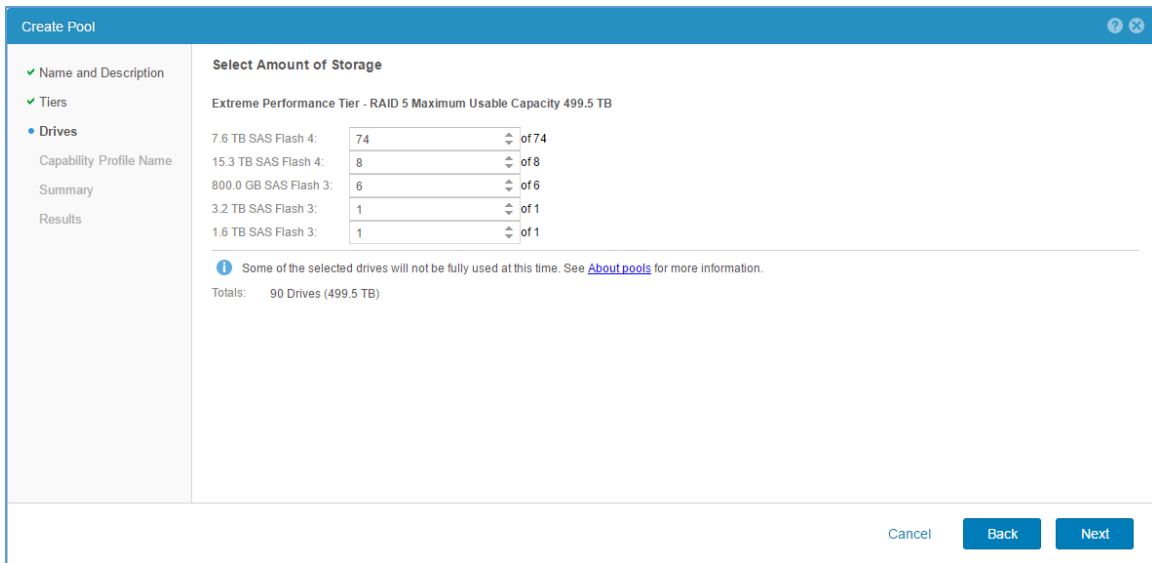 Create Pool
Name and Description
Tiers
Drives
Capability Profile Name
Summary
Results
Select Amount of Storage
Extreme Performance Tier - RAID 5 Maximum Usable Capacity 499.5 TB
7.6 TB SAS Flash 4: 74 of 74
15.3 TB SAS Flash 4: 8 of 8
800.0 GB SAS Flash 3: 6 of 6
3.2 TB SAS Flash 3: 1 of 1
1.6 TB SAS Flash 3: 1 of 1
Some of the selected drives will not be fully used at this time. See About pools for more information.
Totals: 90 Drives (499.5 TB)
Cancel Back Next